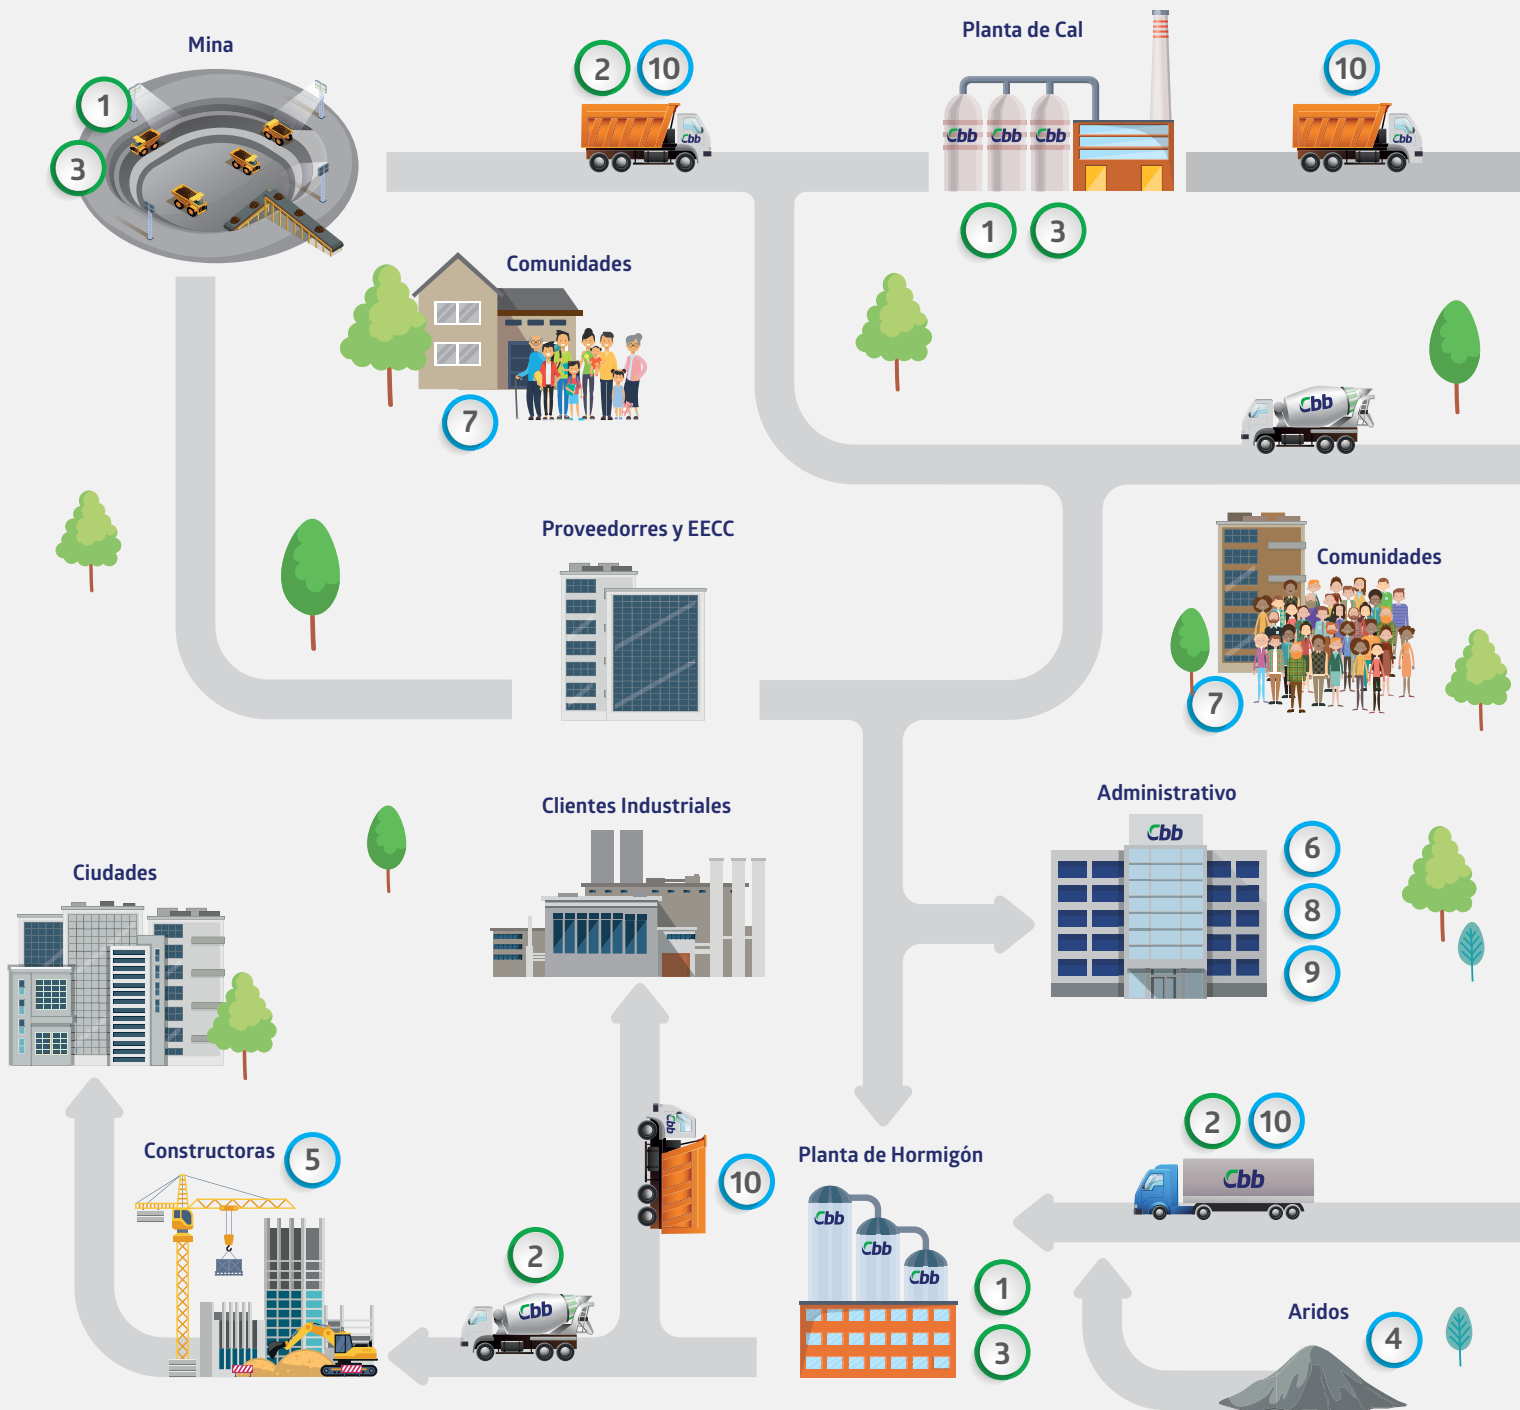 Mina
1
3
2
10
Cbb
Planta de Cal
Cbb
Cbb
Cbb
1
3
10
Cbb
Comunidades
7
Cbb
Proveedorres y EECC
Comunidades
7
Clientes Industriales
Administrativo
Cbb
6
8
9
Ciudades
Constructoras
5
Cbb
10
2
Cbb
Planta de Hormigón
Cbb
Cbb
Cbb
1
3
2
10
Cbb
Aridos
4